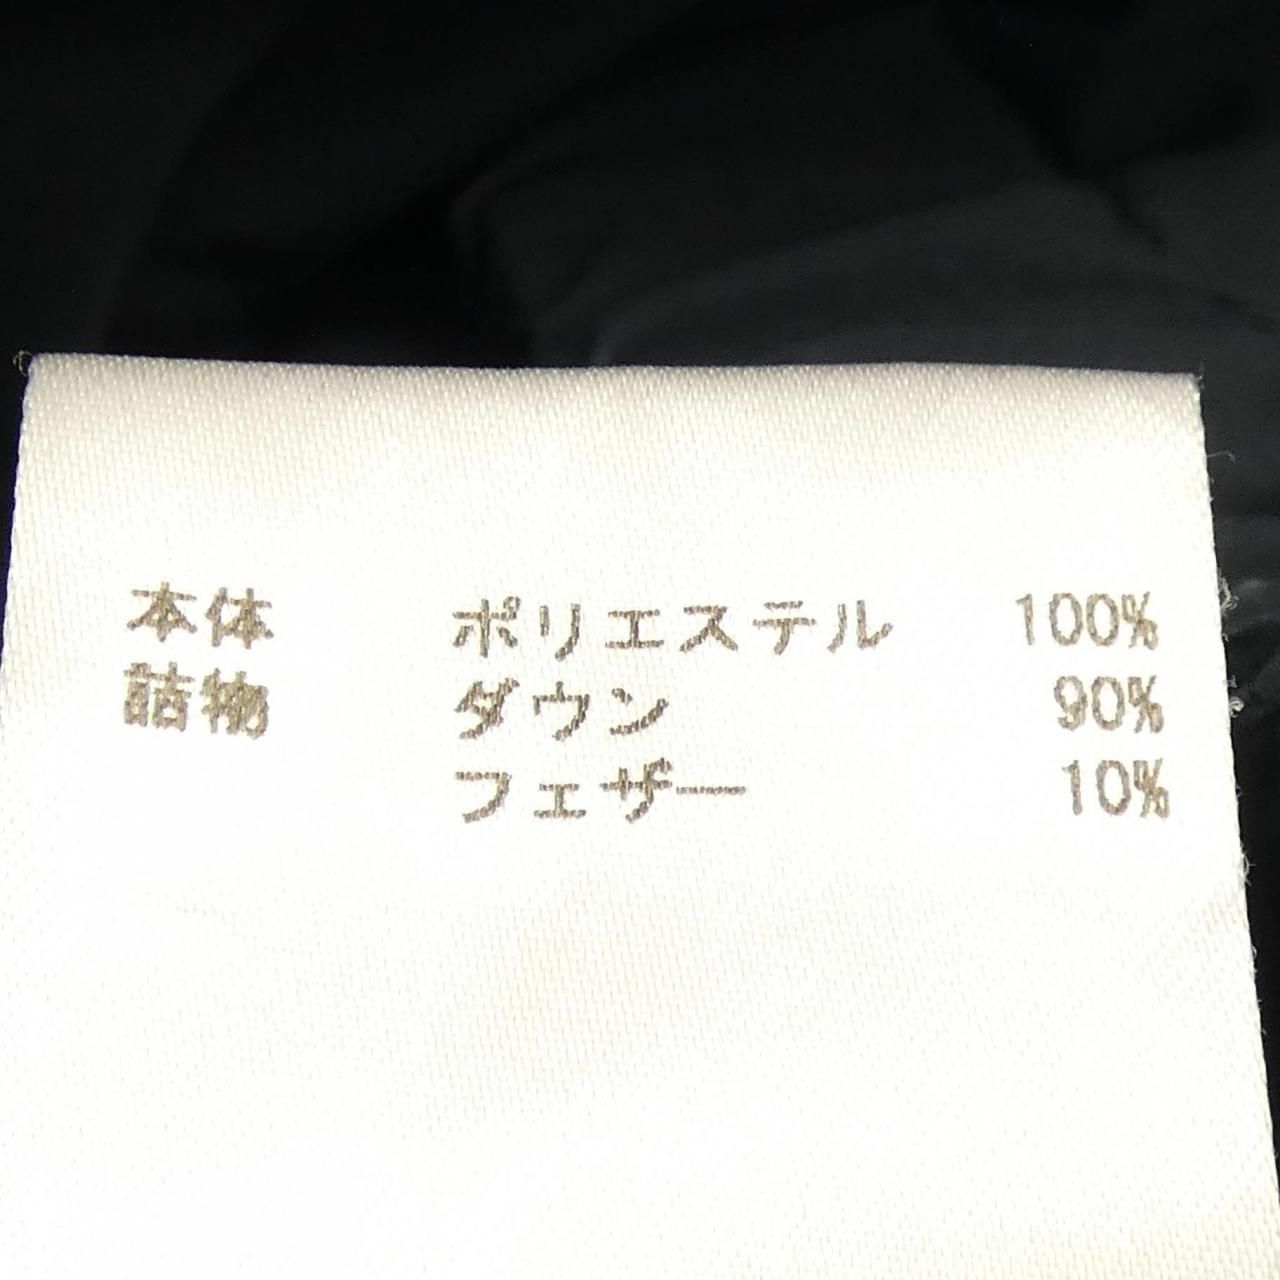 本体 ポリエステル 100%
詰物 ダウン 90%
フェザー 10%